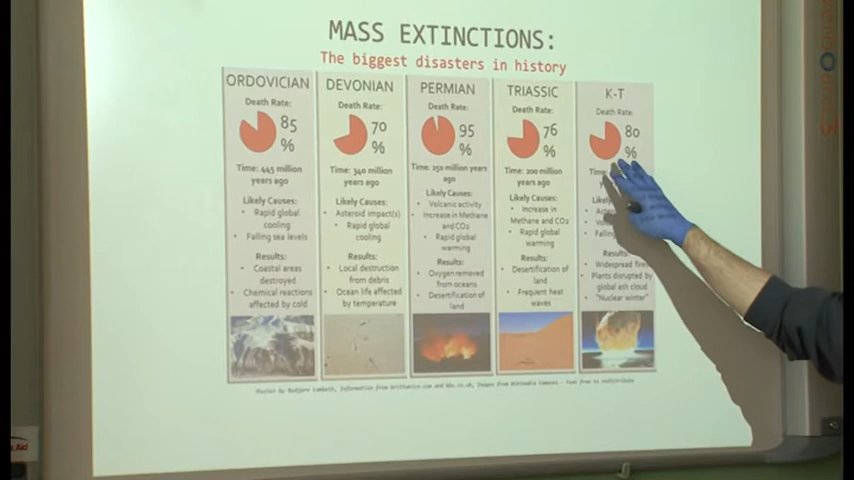 MASS EXTINCTIONS:
The biggest disasters in history
ORDOVICIAN
Death Rate:
85
%
Time: 445 million
years ago
Likely Causes:
• Rapid global
cooling
• Falling sea levels
Results:
• Coastal areas
destroyed
• Chemical reactions
affected by cold
DEVONIAN
Death Rate:
70
%
Time: 340 million
years ago
Likely Causes:
• Asteroid impact(s)
• Rapid global
cooling
Results:
• Local destruction
from debris
• Ocean life affected
by temperature
PERMIAN
Death Rate:
95
%
Time: 250 million years
ago
Likely Causes:
• Volcanic activity
• Increase in Methane
and CO2
• Rapid global
warming
Results:
• Oxygen removed
from oceans
• Desertification of
land
TRIASSIC
Death Rate:
76
%
Time: 200 million
years ago
Likely Causes:
• Increase in
Methane and CO2
• Rapid global
warming
Results:
• Desertification of
land
• Frequent heat
waves
K-T
Death Rate:
80
%
• Falling
Results:
• Widespread fires
• Plants disrupted by
global ash cloud
• "Nuclear winter"